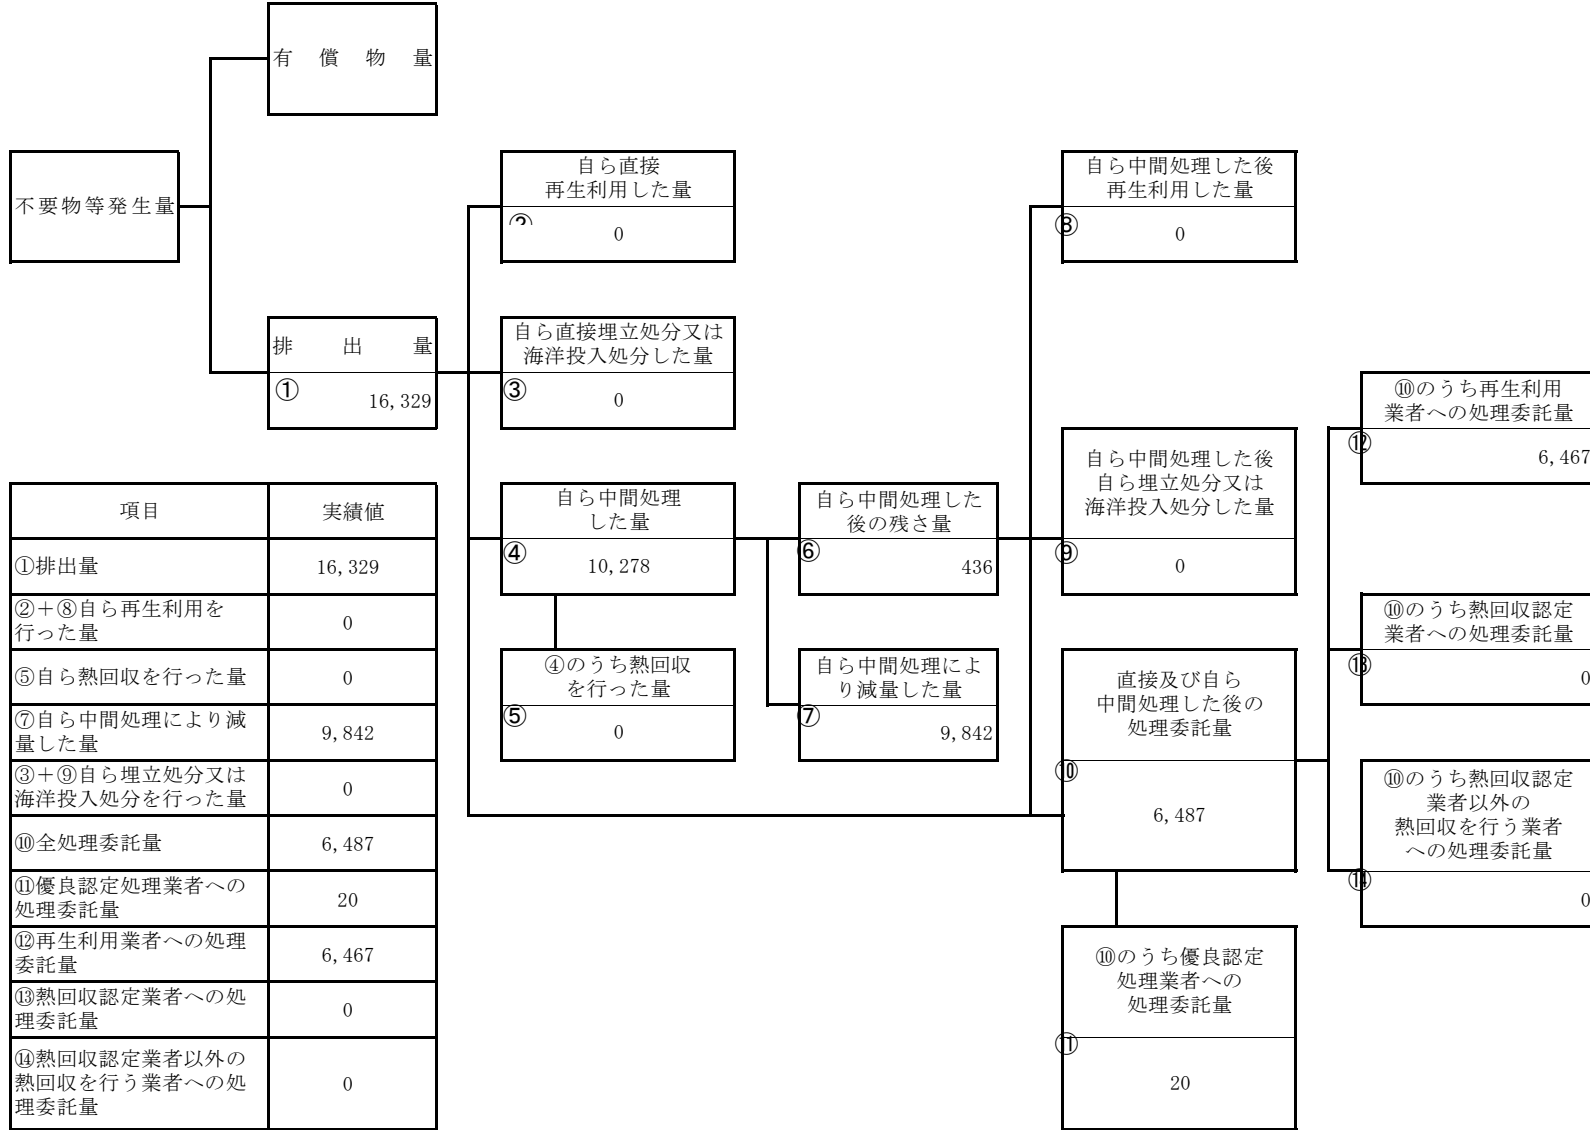 有償物量
不要物等発生量
自ら直接
再生利用した量
②
0
自ら中間処理した後
再生利用した量
⑧
0
排出量
①
16,329
自ら直接埋立処分又は
海洋投入処分した量
③
0
⑩のうち再生利用
業者への処理委託量
⑫
6,467
自ら中間処理
した量
④
10,278
自ら中間処理した
後の残さ量
⑥
436
自ら中間処理した後
自ら埋立処分又は
海洋投入処分した量
⑨
0
⑩のうち熱回収認定
業者への処理委託量
⑬
0
④のうち熱回収
を行った量
⑤
0
自ら中間処理によ
り減量した量
⑦
9,842
直接及び自ら
中間処理した後の
処理委託量
⑩
6,487
⑩のうち熱回収認定
業者以外の
熱回収を行う業者
への処理委託量
⑭
0
⑩のうち優良認定
処理業者への
処理委託量
⑪
20
項目 実績値
①排出量 16,329
②+⑧自ら再生利用を
行った量 0
⑤自ら熱回収を行った量 0
⑦自ら中間処理により減
量した量 9,842
③+⑨自ら埋立処分又は
海洋投入処分を行った量 0
⑩全処理委託量 6,487
⑪優良認定処理業者への
処理委託量 20
⑫再生利用業者への処理
委託量 6,467
⑬熱回収認定業者への処
理委託量 0
⑭熱回収認定業者以外の
熱回収を行う業者への処
理委託量 0